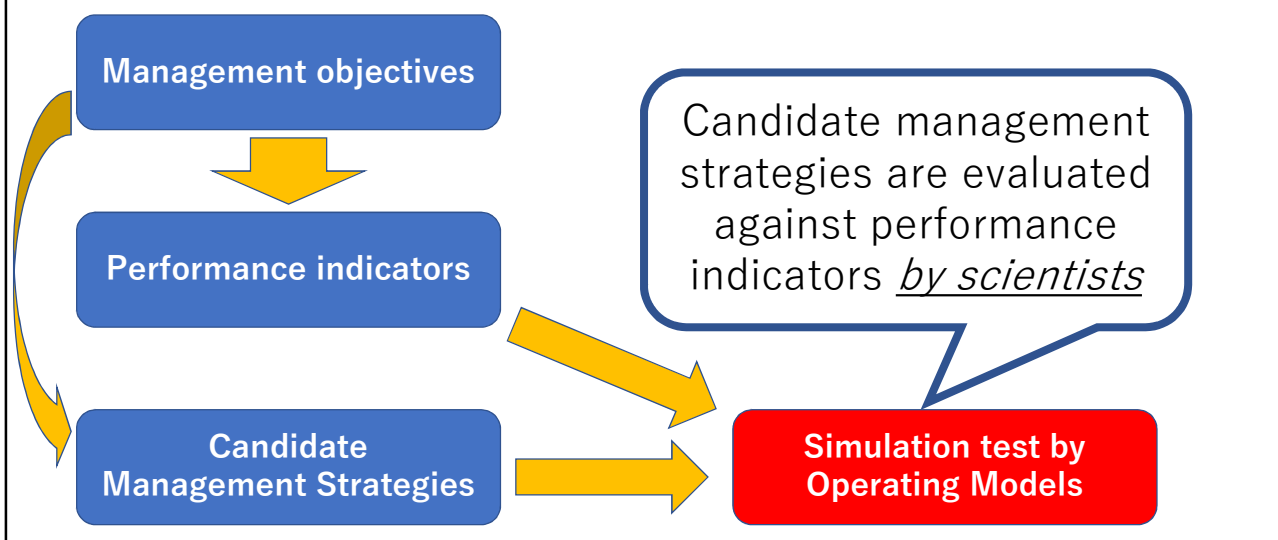 Management objectives
Performance indicators
Candidate
Management Strategies
Candidate management
strategies are evaluated
against performance
indicators by scientists
Simulation test by
Operating Models